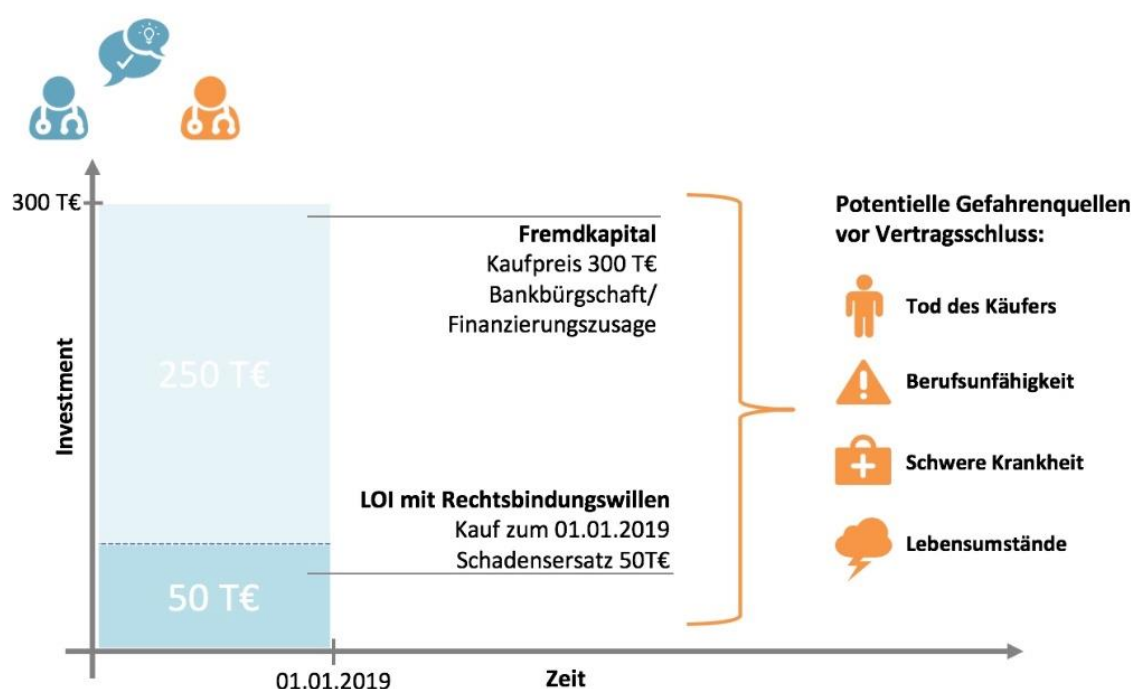 300 T€
Investment
250 T€
50 T€
01.01.2019
Zeit
Fremdkapital
Kaufpreis 300 T€
Bankbürgschaft/
Finanzierungszusage
LOI mit Rechtsbindungswillen
Kauf zum 01.01.2019
Schadensersatz 50T€
Potentielle Gefahrenquellen
vor Vertragsschluss:
Tod des Käufers
Berufsunfähigkeit
Schwere Krankheit
Lebensumstände